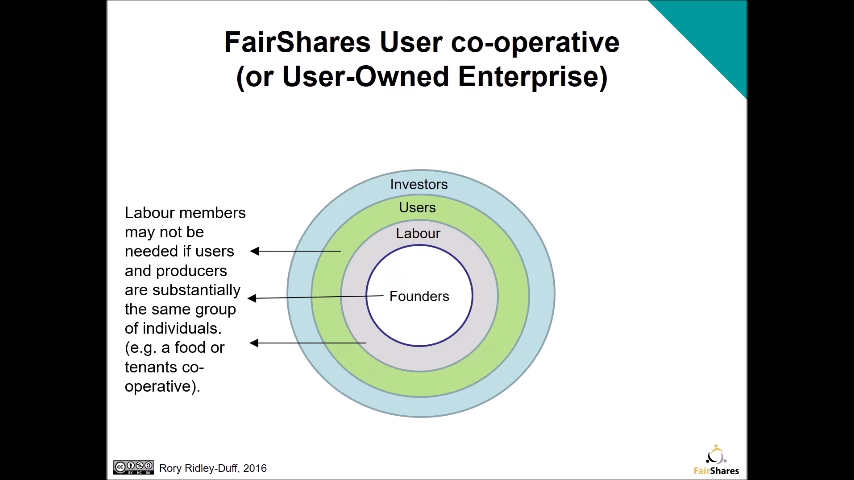 FairShares User co-operative
(or User-Owned Enterprise)
Investors
Users
Labour
Founders
Labour members
may not be
needed if users
and producers
are substantially
the same group
of individuals.
(e.g. a food or
tenants co-
operative).
Rory Ridley-Duff, 2016
FairShares